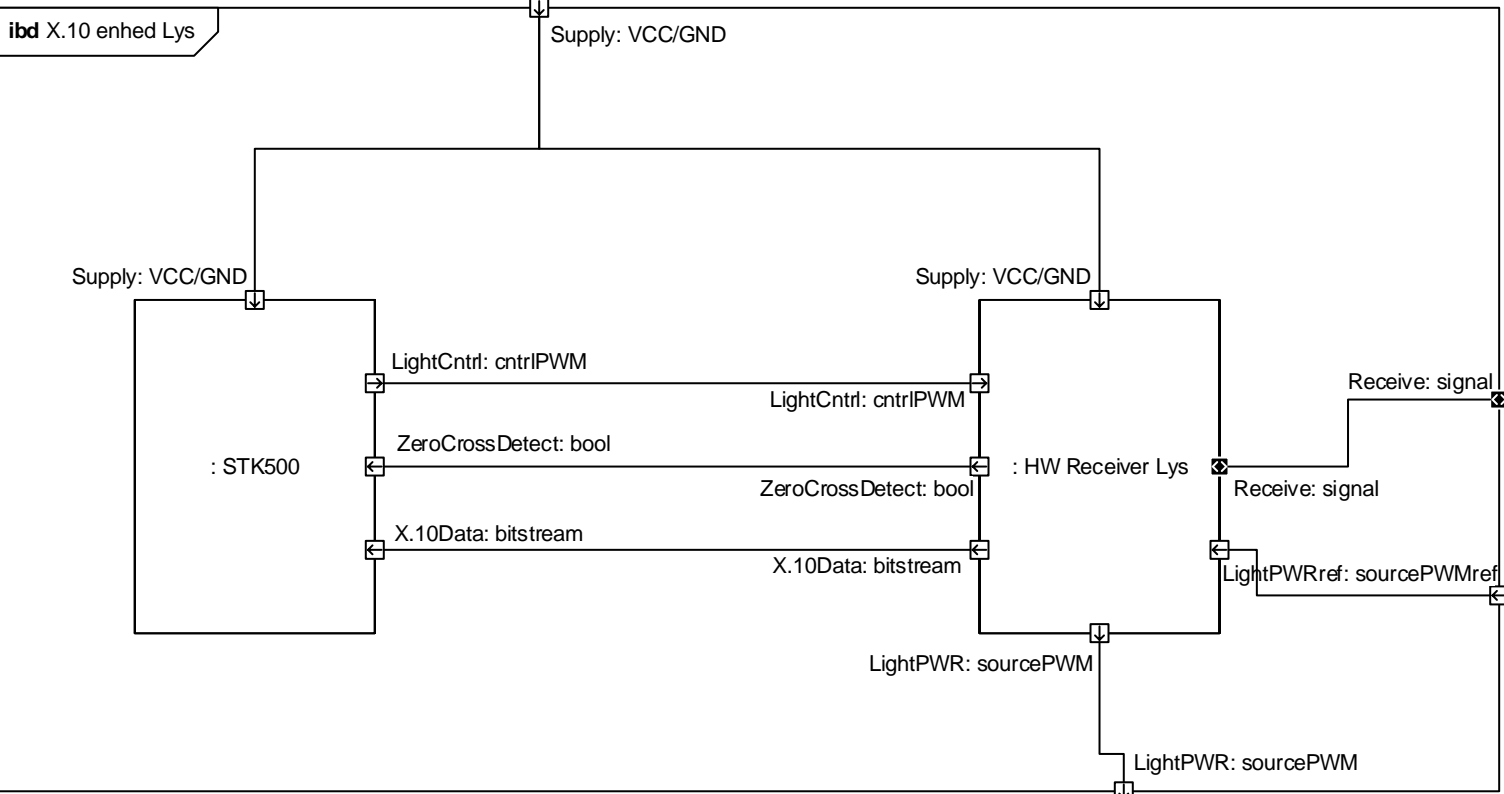 ibd X.10 enhed Lys
Supply: VCC/GND
Supply: VCC/GND
Supply: VCC/GND
LightCntrl: cntrlPWM
LightCntrl: cntrlPWM
Receive: signal
ZeroCrossDetect: bool
: STK500
: HW Receiver Lys
ZeroCrossDetect: bool
Receive: signal
X.10Data: bitstream
X.10Data: bitstream
LightPWRref: sourcePWMref
LightPWR: sourcePWM
LightPWR: sourcePWM